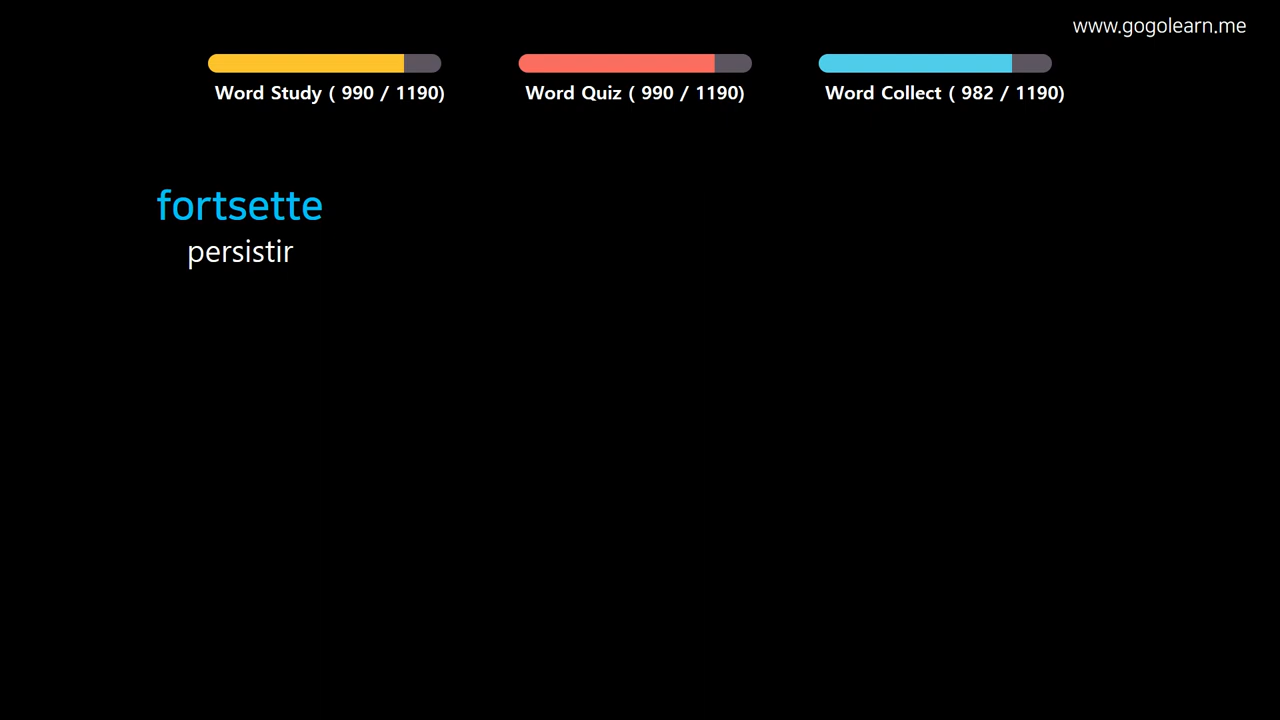 www.gogolearn.me
Word Study ( 990 / 1190)
Word Quiz ( 990 / 1190)
Word Collect ( 982 / 1190)
fortsette
persistir